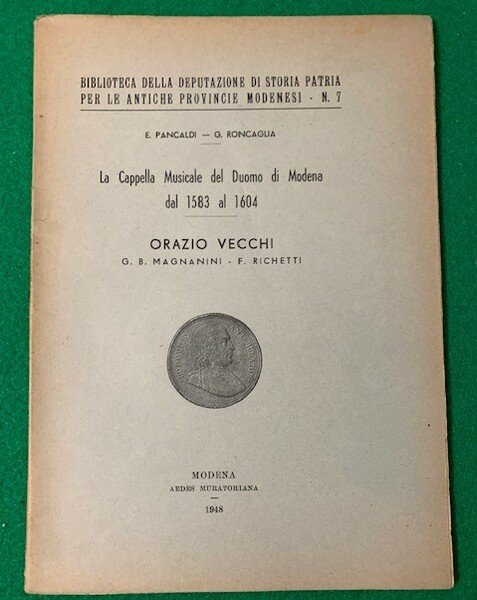 BIBLIOTECA DELLA DEPUTAZIONE DI STORIA PATRIA
PER LE ANTICHE PROVINCIE MODENESI - N. 7
E. PANCALDI — G. RONCAGLIA
La Cappella Musicale del Duomo di Modena
dal 1583 al 1604
ORAZIO VECCHI
G. B. MAGNANINI - F. RICHETTI
MODENA
AEDES MURATORIANA
1948